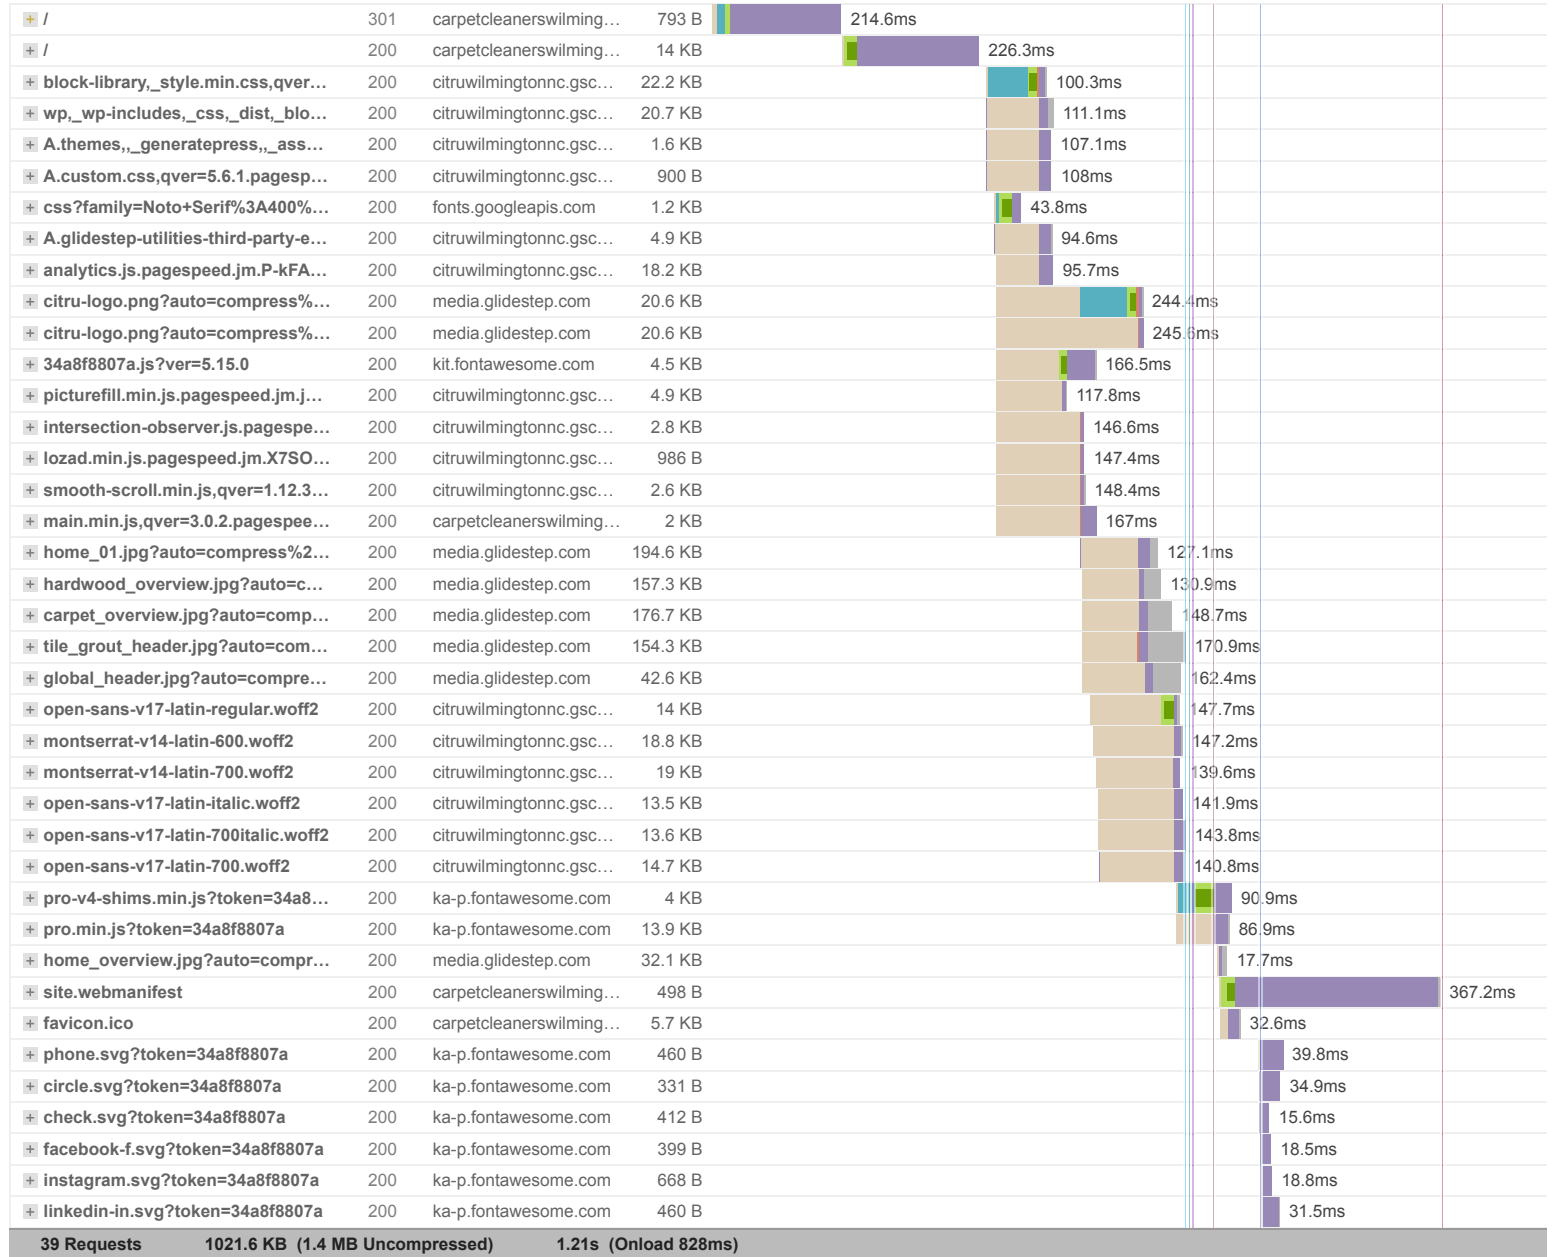 + / 301 carpetcleanerswilming... 793 B 214.6ms
+ / 200 carpetcleanerswilming... 14 KB 226.3ms
+ block-library,_style.min.css,qver... 200 citruwilmingtonnc.gsc... 22.2 KB 100.3ms
+ wp,_wp-includes,_css,_dist,_blo... 200 citruwilmingtonnc.gsc... 20.7 KB 111.1ms
+ A.themes,,_generatepress,,_ass... 200 citruwilmingtonnc.gsc... 1.6 KB 107.1ms
+ A.custom.css,qver=5.6.1.pagesp... 200 citruwilmingtonnc.gsc... 900 B 108ms
+ css?family=Noto+Serif%3A400%... 200 fonts.googleapis.com 1.2 KB 43.8ms
+ A.glidestep-utilities-third-party-e... 200 citruwilmingtonnc.gsc... 4.9 KB 94.6ms
+ analytics.js.pagespeed.jm.P-kFA... 200 citruwilmingtonnc.gsc... 18.2 KB 95.7ms
+ citru-logo.png?auto=compress%... 200 media.glidestep.com 20.6 KB 244.4ms
+ citru-logo.png?auto=compress%... 200 media.glidestep.com 20.6 KB 245.6ms
+ 34a8f8807a.js?ver=5.15.0 200 kit.fontawesome.com 4.5 KB 166.5ms
+ picturefill.min.js.pagespeed.jm.j... 200 citruwilmingtonnc.gsc... 4.9 KB 117.8ms
+ intersection-observer.js.pagespe... 200 citruwilmingtonnc.gsc... 2.8 KB 146.6ms
+ lozad.min.js.pagespeed.jm.X7SO... 200 citruwilmingtonnc.gsc... 986 B 147.4ms
+ smooth-scroll.min.js,qver=1.12.3... 200 citruwilmingtonnc.gsc... 2.6 KB 148.4ms
+ main.min.js,qver=3.0.2.pagespee... 200 carpetcleanerswilming... 2 KB 167ms
+ home_01.jpg?auto=compress%2... 200 media.glidestep.com 194.6 KB 127.1ms
+ hardwood_overview.jpg?auto=c... 200 media.glidestep.com 157.3 KB 130.9ms
+ carpet_overview.jpg?auto=comp... 200 media.glidestep.com 176.7 KB 148.7ms
+ tile_grout_header.jpg?auto=com... 200 media.glidestep.com 154.3 KB 170.9ms
+ global_header.jpg?auto=compre... 200 media.glidestep.com 42.6 KB 162.4ms
+ open-sans-v17-latin-regular.woff2 200 citruwilmingtonnc.gsc... 14 KB 147.7ms
+ montserrat-v14-latin-600.woff2 200 citruwilmingtonnc.gsc... 18.8 KB 147.2ms
+ montserrat-v14-latin-700.woff2 200 citruwilmingtonnc.gsc... 19 KB 139.6ms
+ open-sans-v17-latin-italic.woff2 200 citruwilmingtonnc.gsc... 13.5 KB 141.9ms
+ open-sans-v17-latin-700italic.woff2 200 citruwilmingtonnc.gsc... 13.6 KB 143.8ms
+ open-sans-v17-latin-700.woff2 200 citruwilmingtonnc.gsc... 14.7 KB 140.8ms
+ pro-v4-shims.min.js?token=34a8... 200 ka-p.fontawesome.com 4 KB 90.9ms
+ pro.min.js?token=34a8f8807a 200 ka-p.fontawesome.com 13.9 KB 86.9ms
+ home_overview.jpg?auto=compr... 200 media.glidestep.com 32.1 KB 17.7ms
+ site.webmanifest 200 carpetcleanerswilming... 498 B 367.2ms
+ favicon.ico 200 carpetcleanerswilming... 5.7 KB 32.6ms
+ phone.svg?token=34a8f8807a 200 ka-p.fontawesome.com 460 B 39.8ms
+ circle.svg?token=34a8f8807a 200 ka-p.fontawesome.com 331 B 34.9ms
+ check.svg?token=34a8f8807a 200 ka-p.fontawesome.com 412 B 15.6ms
+ facebook-f.svg?token=34a8f8807a 200 ka-p.fontawesome.com 399 B 18.5ms
+ instagram.svg?token=34a8f8807a 200 ka-p.fontawesome.com 668 B 18.8ms
+ linkedin-in.svg?token=34a8f8807a 200 ka-p.fontawesome.com 460 B 31.5ms
39 Requests 1021.6 KB (1.4 MB Uncompressed) 1.21s (Onload 828ms)